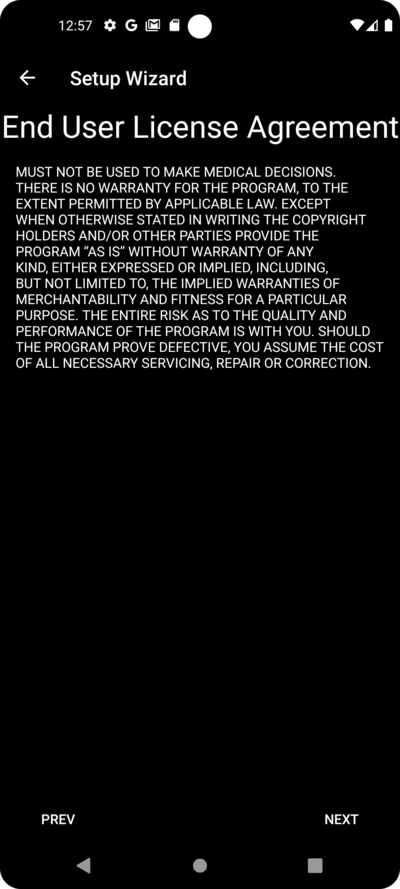 12:57
Setup Wizard
End User License Agreement
MUST NOT BE USED TO MAKE MEDICAL DECISIONS.
THERE IS NO WARRANTY FOR THE PROGRAM, TO THE
EXTENT PERMITTED BY APPLICABLE LAW. EXCEPT
WHEN OTHERWISE STATED IN WRITING THE COPYRIGHT
HOLDERS AND/OR OTHER PARTIES PROVIDE THE
PROGRAM “AS IS” WITHOUT WARRANTY OF ANY
KIND, EITHER EXPRESSED OR IMPLIED, INCLUDING,
BUT NOT LIMITED TO, THE IMPLIED WARRANTIES OF
MERCHANTABILITY AND FITNESS FOR A PARTICULAR
PURPOSE. THE ENTIRE RISK AS TO THE QUALITY AND
PERFORMANCE OF THE PROGRAM IS WITH YOU. SHOULD
THE PROGRAM PROVE DEFECTIVE, YOU ASSUME THE COST
OF ALL NECESSARY SERVICING, REPAIR OR CORRECTION.
PREV
NEXT